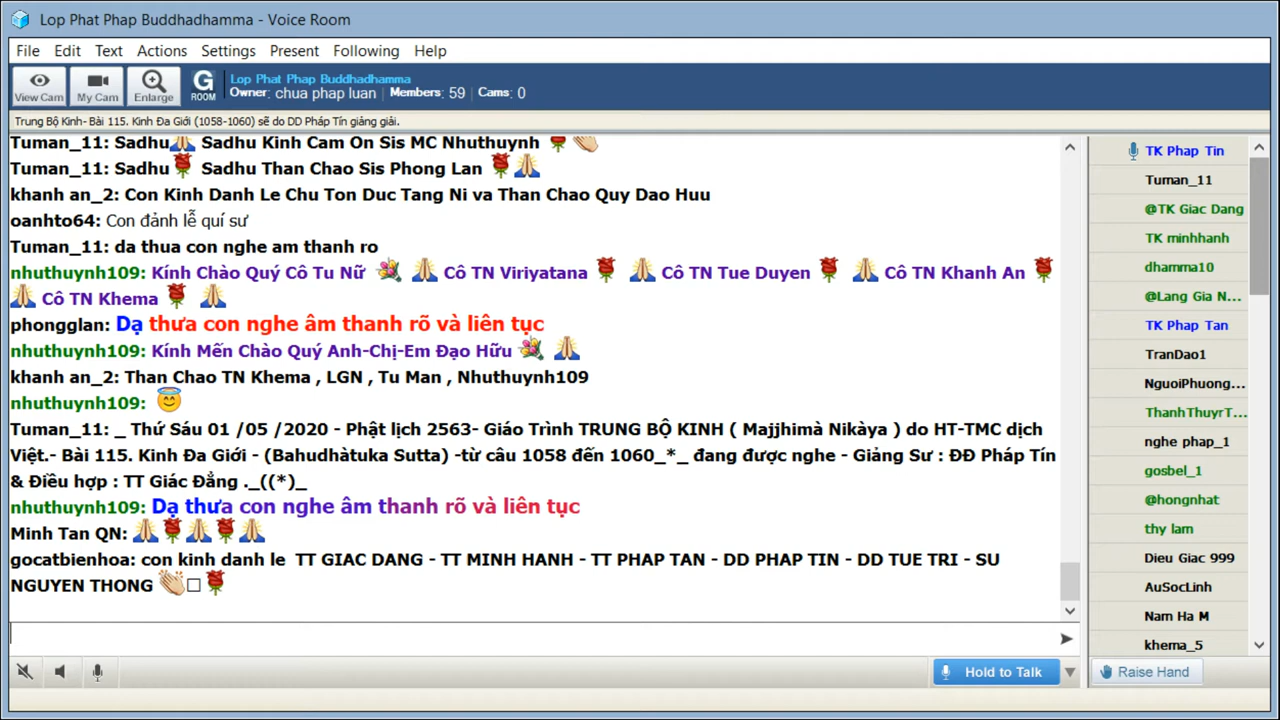 Lop Phat Phap Buddhadhamma - Voice Room
File Edit Text Actions Settings Present Following Help
View Cam My Cam Enlarge G ROOM
Lop Phat Phap Buddhadhamma
Owner: chua phap luan Members: 59 Cams: 0
Trung Bộ Kinh- Bài 115. Kinh Đa Giới (1058-1060) sẽ do DD Pháp Tín giảng giải.
Tuman_11: Sadhu🙏 Sadhu Kinh Cam On Sis MC Nhuthuynh 🌹👏
Tuman_11: Sadhu🌹 Sadhu Than Chao Sis Phong Lan 🌹🙏
khanh an_2: Con Kinh Danh Le Chu Ton Duc Tang Ni va Than Chao Quy Dao Huu
oanhto64: Con đảnh lễ quí sư
Tuman_11: da thua con nghe am thanh ro
nhuthuynh109: Kính Chào Quý Cô Tu Nữ 💐 🙏 Cô TN Viriyatana 🌹 🙏 Cô TN Tue Duyen 🌹 🙏 Cô TN Khanh An 🌹
🙏 Cô TN Khema 🌹 🙏
phongglan: Dạ thưa con nghe âm thanh rõ và liên tục
nhuthuynh109: Kính Mến Chào Quý Anh-Chị-Em Đạo Hữu 💐 🙏
khanh an_2: Than Chao TN Khema , LGN , Tu Man , Nhuthuynh109
nhuthuynh109: 😇
Tuman_11: _ Thứ Sáu 01 /05 /2020 - Phật lịch 2563- Giáo Trình TRUNG BỘ KINH ( Majjhimà Nikàya ) do HT-TMC dịch
Việt.- Bài 115. Kinh Đa Giới - (Bahudhàtuka Sutta) -từ câu 1058 đến 1060_*_ đang được nghe - Giảng Sư : ĐĐ Pháp Tín
& Điều hợp : TT Giác Đẳng ._((*)_
nhuthuynh109: Dạ thưa con nghe âm thanh rõ và liên tục
Minh Tan QN: 🙏🌹🙏🌹🙏
gocatbienhoa: con kinh danh le TT GIAC DANG - TT MINH HANH - TT PHAP TAN - DD PHAP TIN - DD TUE TRI - SU
NGUYEN THONG 👏□🌹
Hold to Talk
TK Phap Tin
Tuman_11
@TK Giac Dang
TK minhhanh
dhamma10
@Lang Gia N...
TK Phap Tan
TranDao1
NguoiPhuong...
ThanhThuyrT...
nghe phap_1
gosbel_1
@hongnhat
thy lam
Dieu Giac 999
AuSocLinh
Nam Ha M
khema_5
Raise Hand